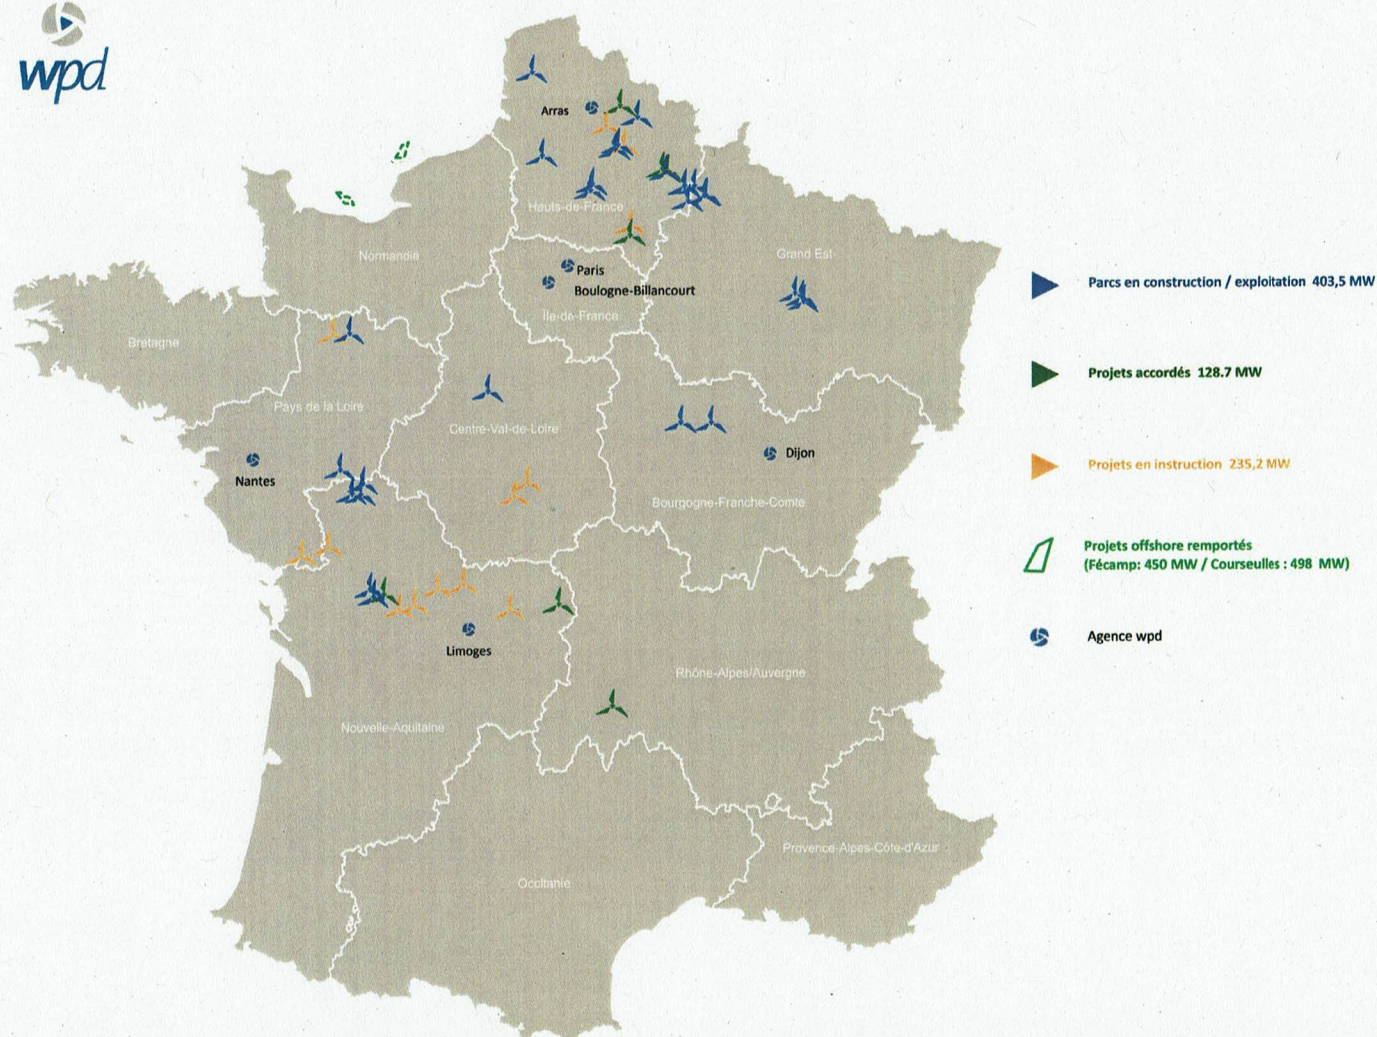 wpd
Arras
Hauts-de-France
Normandie
Paris
Boulogne-Billancourt
Île-de-France
Grand Est
Bretagne
Pays de la Loire
Centre-Val-de-Loire
Nantes
Dijon
Bourgogne-Franche-Comte
Limoges
Rhône-Alpes/Auvergne
Nouvelle-Aquitaine
Provence-Alpes-Côte-d'Azur
Occitanie
Parcs en construction / exploitation 403,5 MW
Projets accordés 128.7 MW
Projets en instruction 235,2 MW
Projets offshore remportés
(Fécamp: 450 MW / Courseulles : 498 MW)
Agence wpd